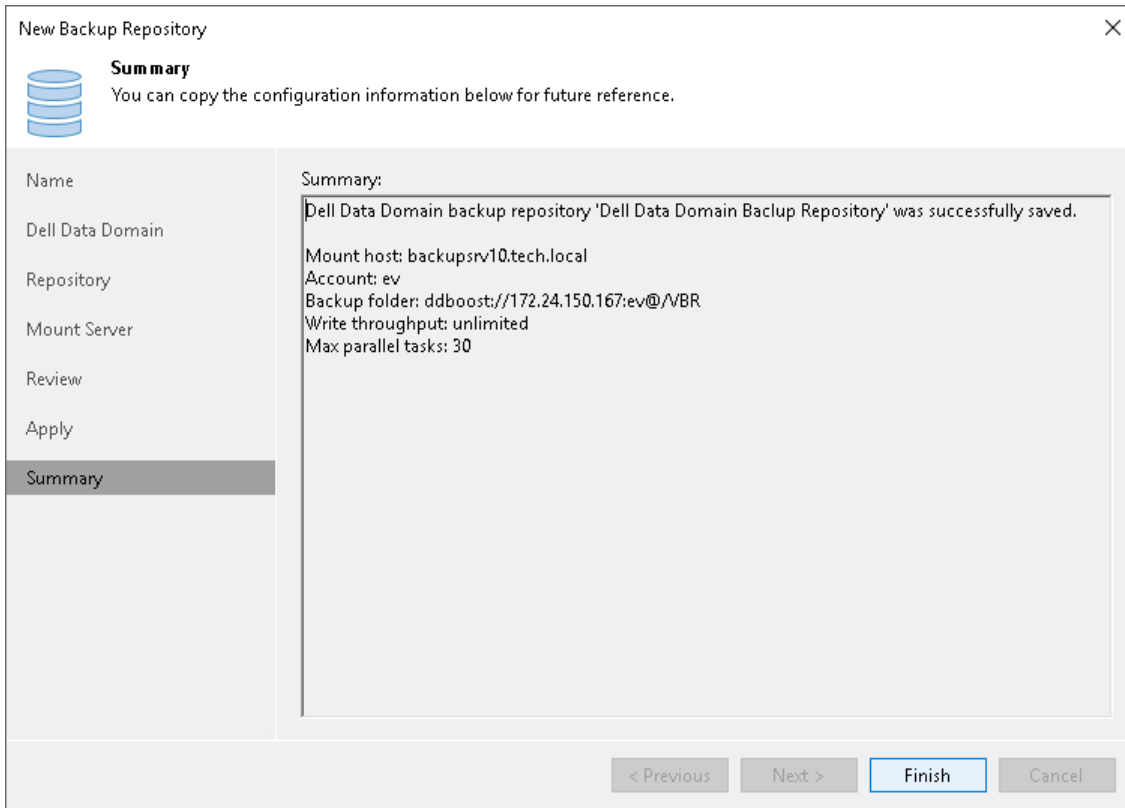 New Backup Repository
Summary
You can copy the configuration information below for future reference.
Name
Dell Data Domain
Repository
Mount Server
Review
Apply
Summary
Summary:
Dell Data Domain backup repository 'Dell Data Domain Baclup Repository' was successfully saved.
Mount host: backupsrv10.tech.local
Account: ev
Backup folder: ddboost://172.24.150.167:ev@/VBR
Write throughput: unlimited
Max parallel tasks: 30
< Previous
Next >
Finish
Cancel